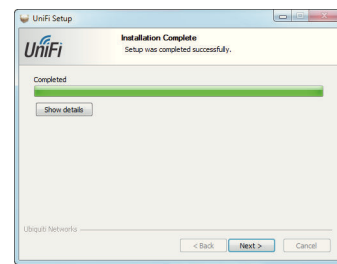 UniFi Setup
UniFi
Installation Complete
Setup was completed successfully.
Completed
Show details
Ubiquiti Networks
< Back
Next >
Cancel